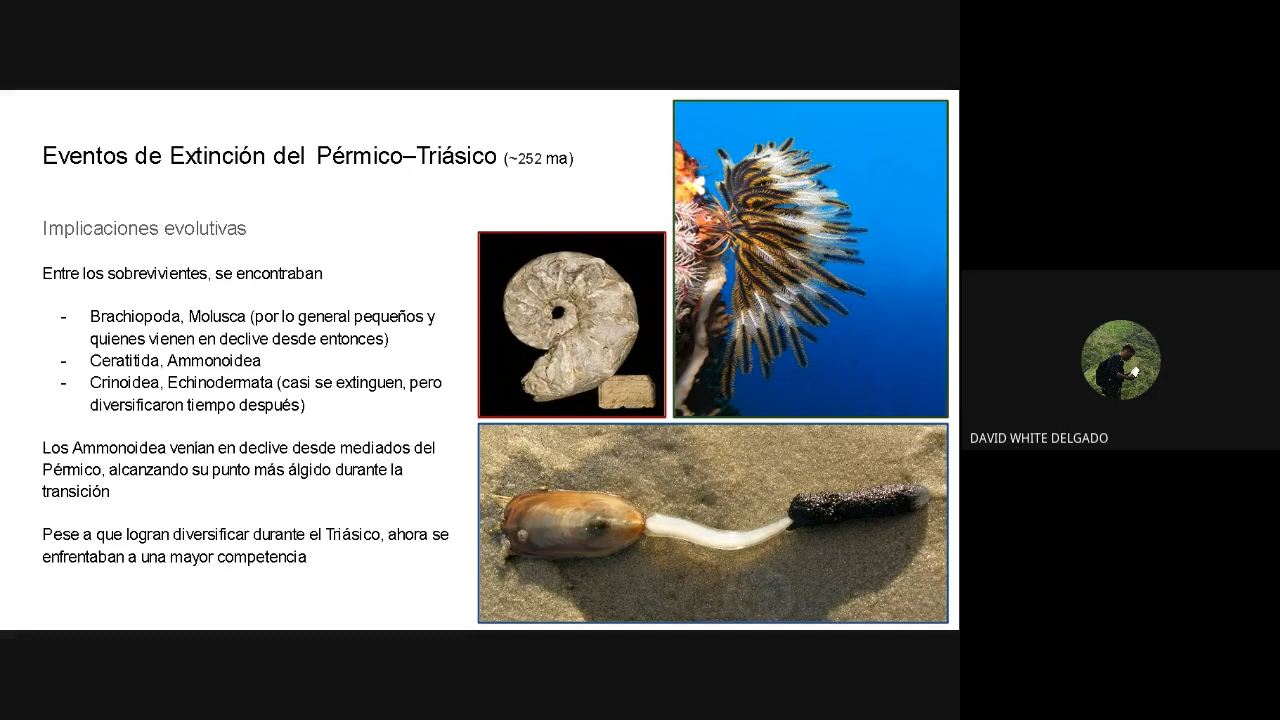 Eventos de Extinción del Pérmico–Triásico (~252 ma)
Implicaciones evolutivas
Entre los sobrevivientes, se encontraban
- Brachiopoda, Molusca (por lo general pequeños y
quienes vienen en declive desde entonces)
- Ceratitida, Ammonoidea
- Crinoidea, Echinodermata (casi se extinguen, pero
diversificaron tiempo después)
Los Ammonoidea venían en declive desde mediados del
Pérmico, alcanzando su punto más álgido durante la
transición
Pese a que logran diversificar durante el Triásico, ahora se
enfrentaban a una mayor competencia
DAVID WHITE DELGADO